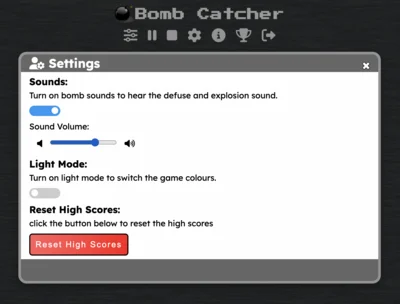 Bomb Catcher
Settings
Sounds:
Turn on bomb sounds to hear the defuse and explosion sound.
Sound Volume:
Light Mode:
Turn on light mode to switch the game colours.
Reset High Scores:
click the button below to reset the high scores
Reset High Scores